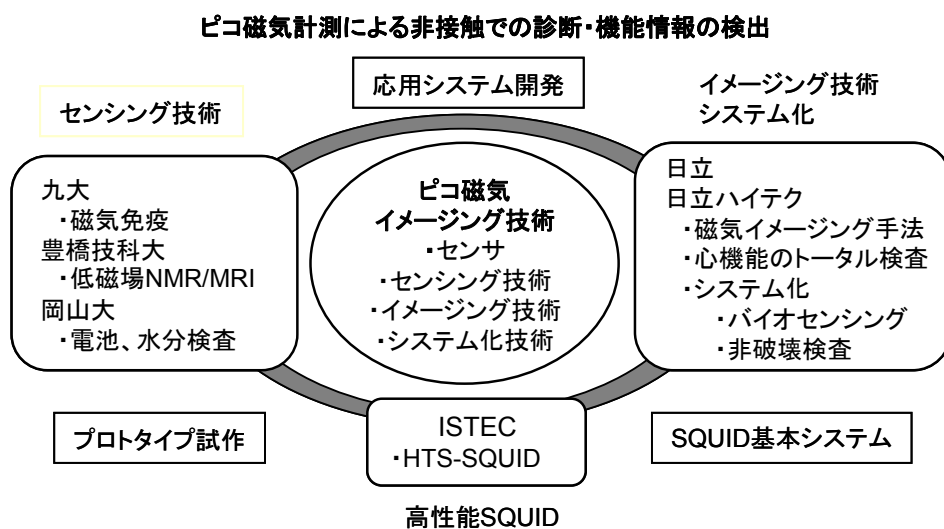 ピコ磁気計測による非接触での診断・機能情報の検出
応用システム開発
センシング技術
イメージング技術
システム化
九大
・磁気免疫
豊橋技科大
・低磁場NMR/MRI
岡山大
・電池、水分検査
ピコ磁気
イメージング技術
・センサ
・センシング技術
・イメージング技術
・システム化技術
日立
日立ハイテク
・磁気イメージング手法
・心機能のトータル検査
・システム化
・バイオセンシング
・非破壊検査
プロトタイプ試作
ISTEC
・HTS-SQUID
SQUID基本システム
高性能SQUID